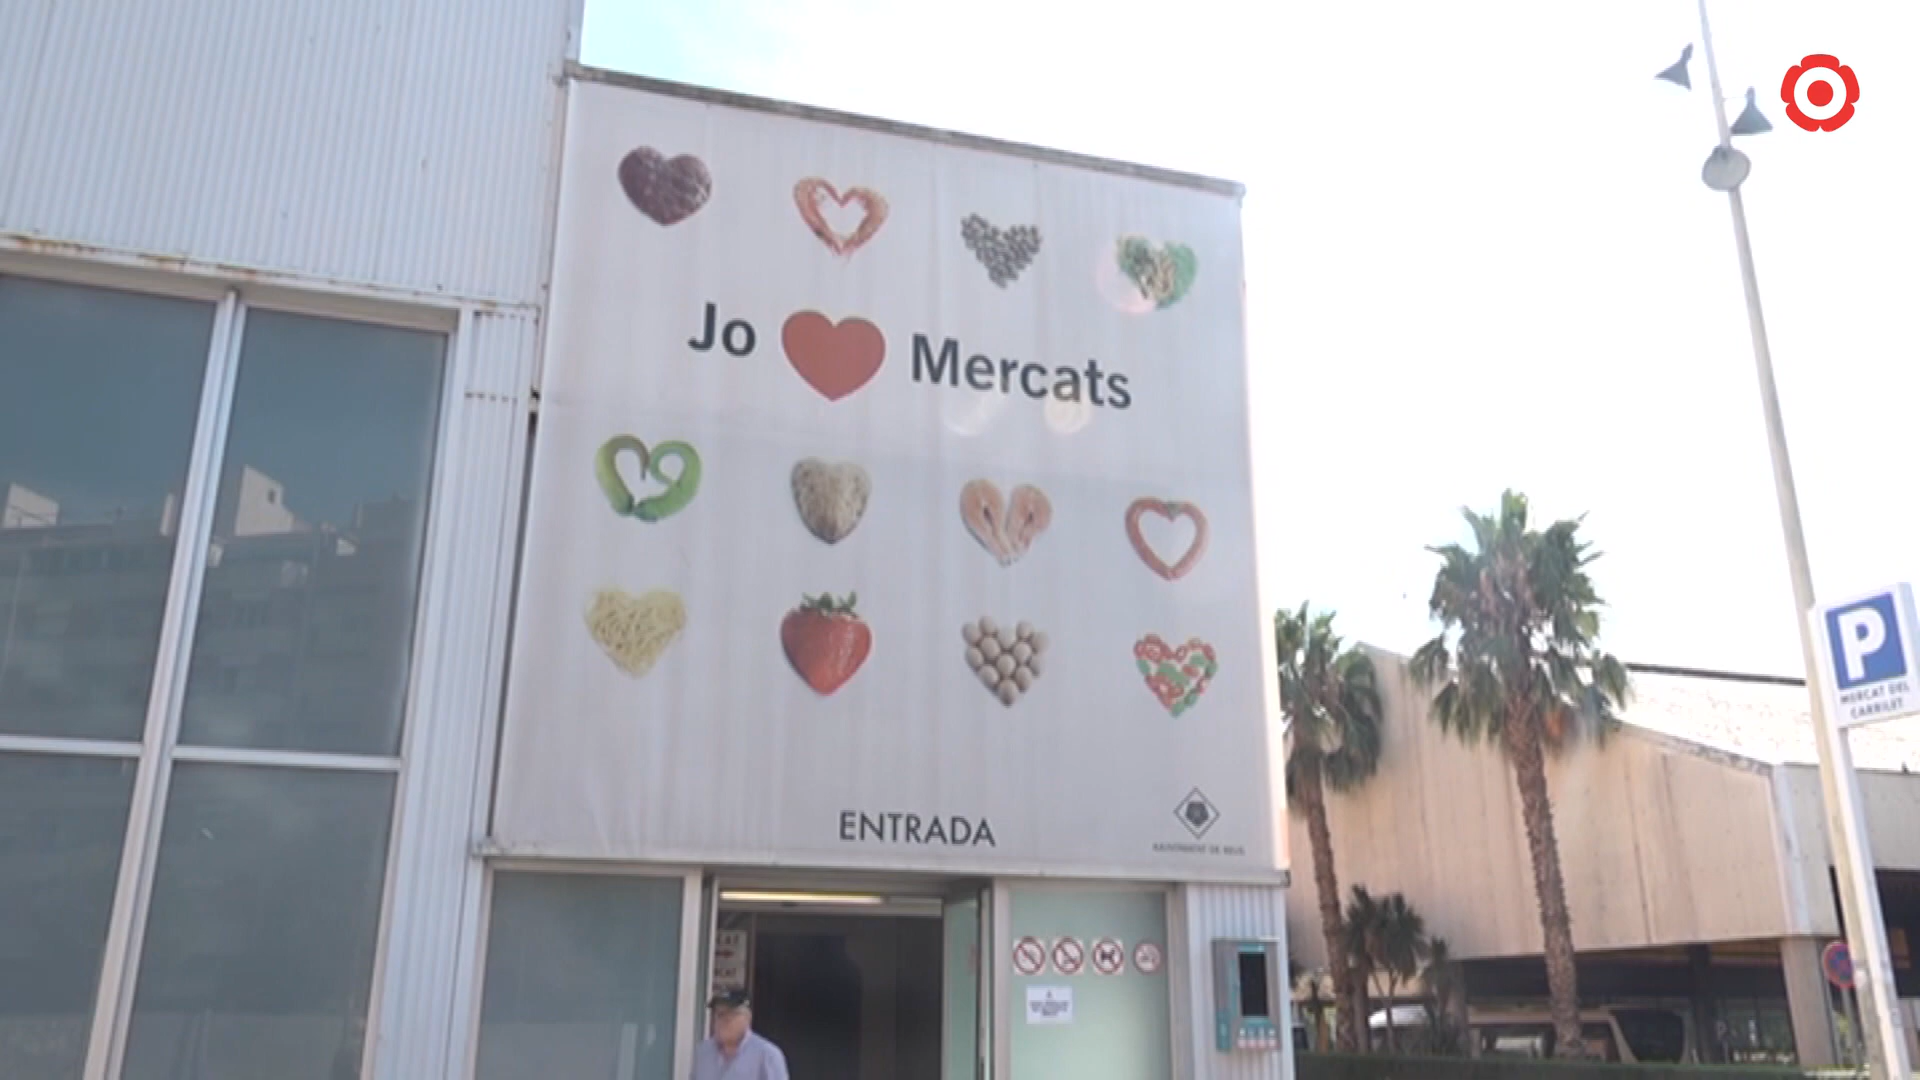 Jo Mercats
ENTRADA
AJUNTAMENT DE REUS
P
MERCAT DEL
CARRILET